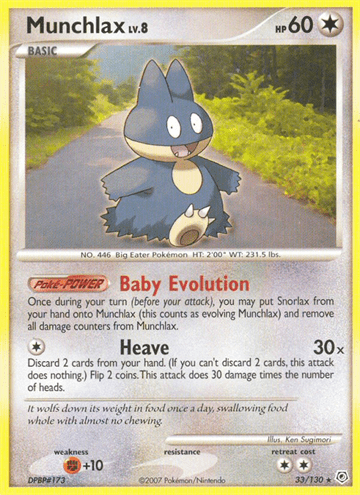 Munchlax LV.8 HP 60
BASIC
NO. 446 Big Eater Pokémon HT: 2'00" WT: 231.5 lbs.
Poké-POWER Baby Evolution
Once during your turn (before your attack), you may put Snorlax from
your hand onto Munchlax (this counts as evolving Munchlax) and remove
all damage counters from Munchlax.
Heave 30x
Discard 2 cards from your hand. (If you can't discard 2 cards, this attack
does nothing.) Flip 2 coins. This attack does 30 damage times the number
of heads.
It wolfs down its weight in food once a day, swallowing food
whole with almost no chewing.
Illus. Ken Sugimori
weakness resistance retreat cost
+10
DPBP#173 ©2007 Pokémon/Nintendo 33/130 ★